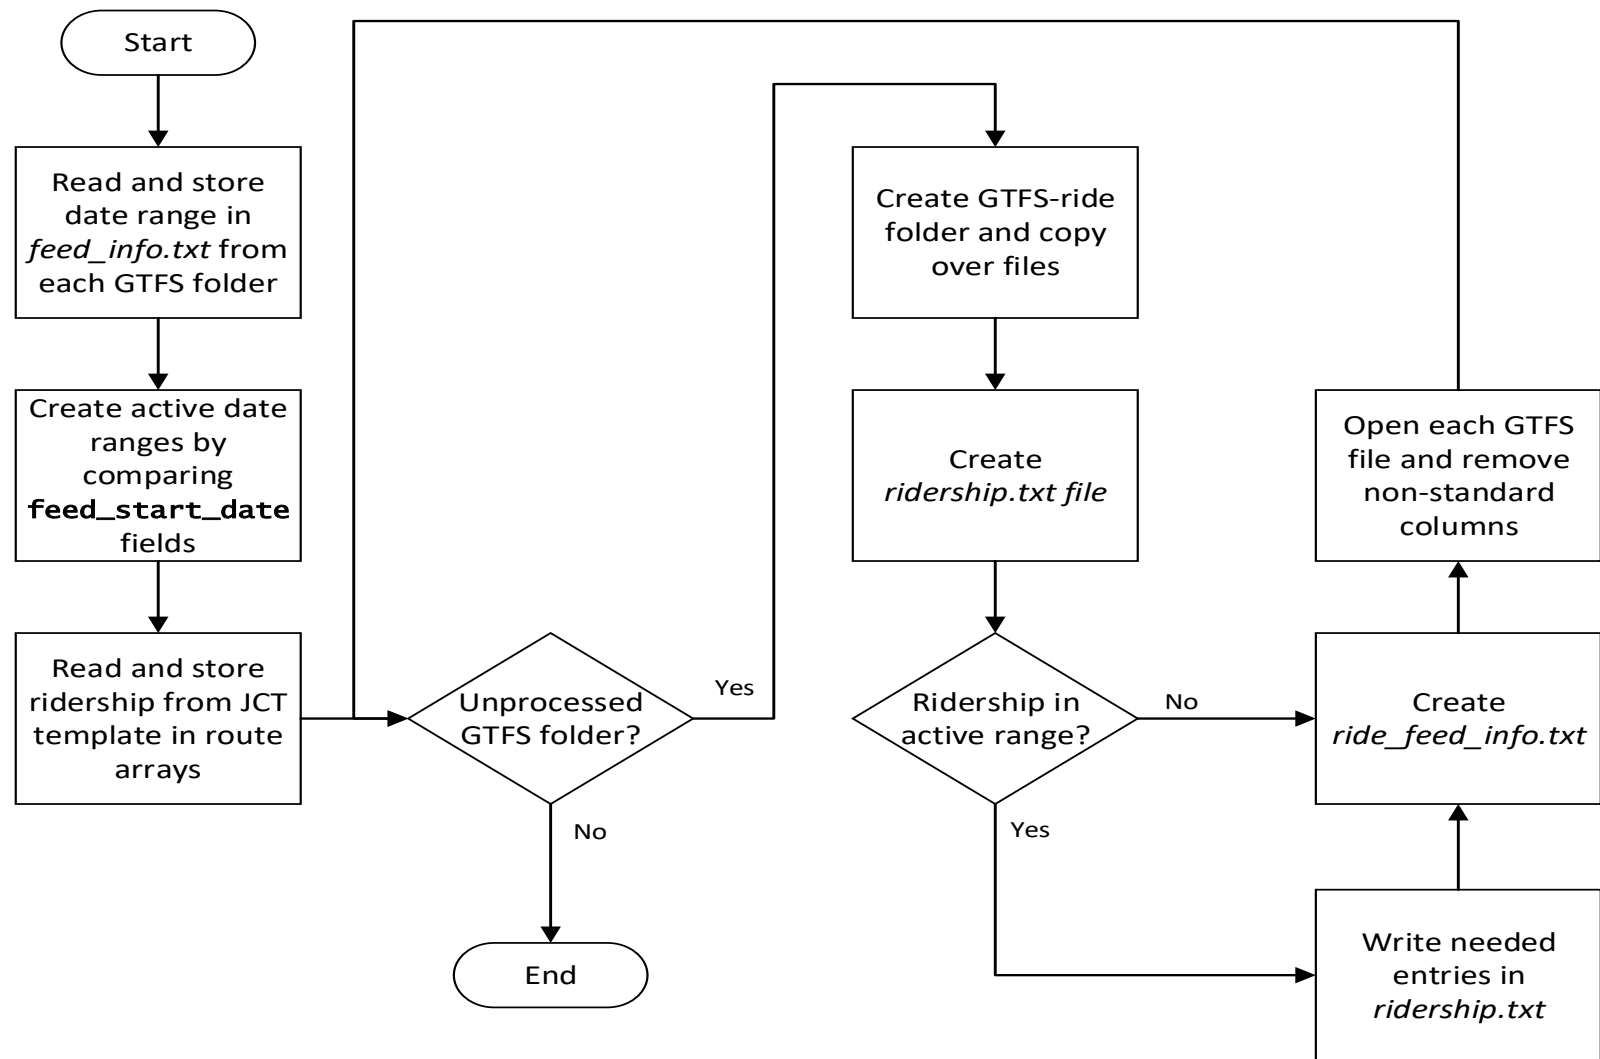 Start
Read and store
date range in
feed_info.txt from
each GTFS folder
Create active date
ranges by
comparing
feed_start_date
fields
Read and store
ridership from JCT
template in route
arrays
Unprocessed
GTFS folder?
Yes
No
End
Create GTFS-ride
folder and copy
over files
Create
ridership.txt file
Ridership in
active range?
No
Yes
Write needed
entries in
ridership.txt
Create
ride_feed_info.txt
Open each GTFS
file and remove
non-standard
columns